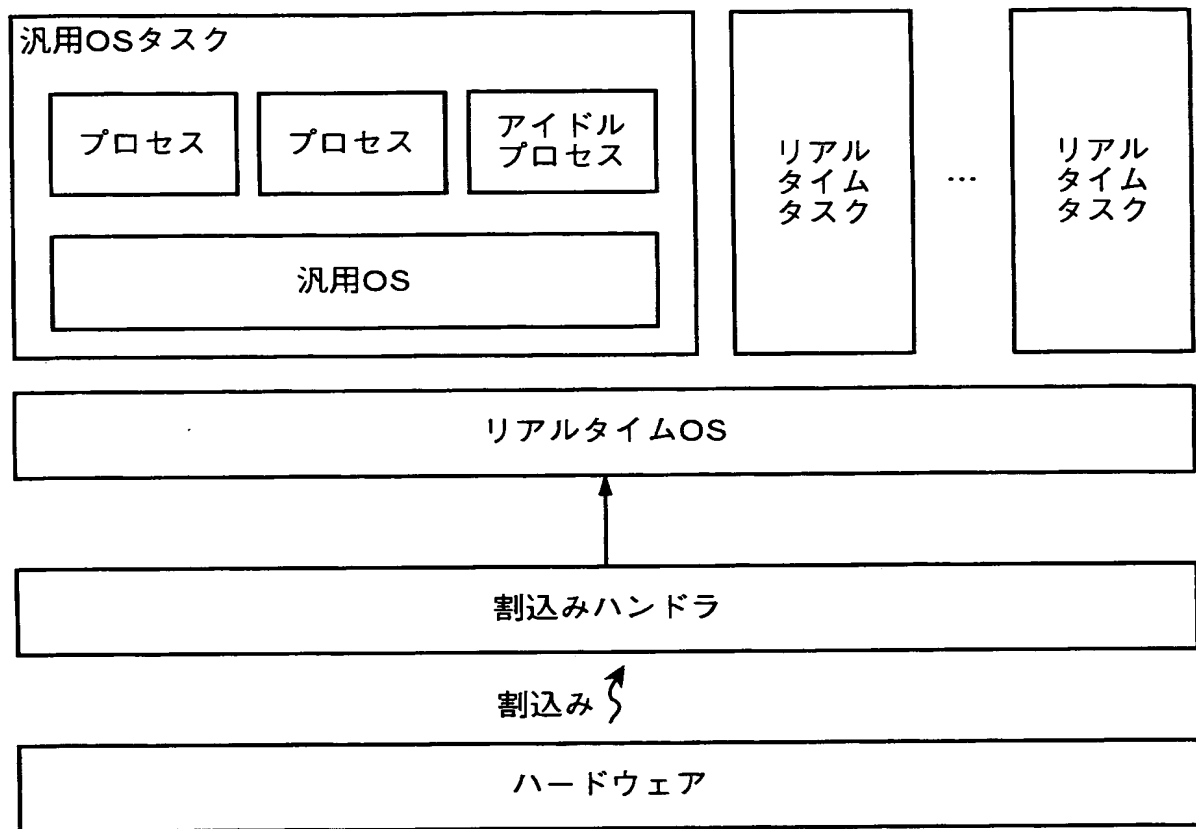 汎用OSタスク
プロセス
プロセス
アイドル
プロセス
汎用OS
リアル
タイム
タスク
…
リアル
タイム
タスク
リアルタイムOS
割込みハンドラ
割込み
ハードウェア